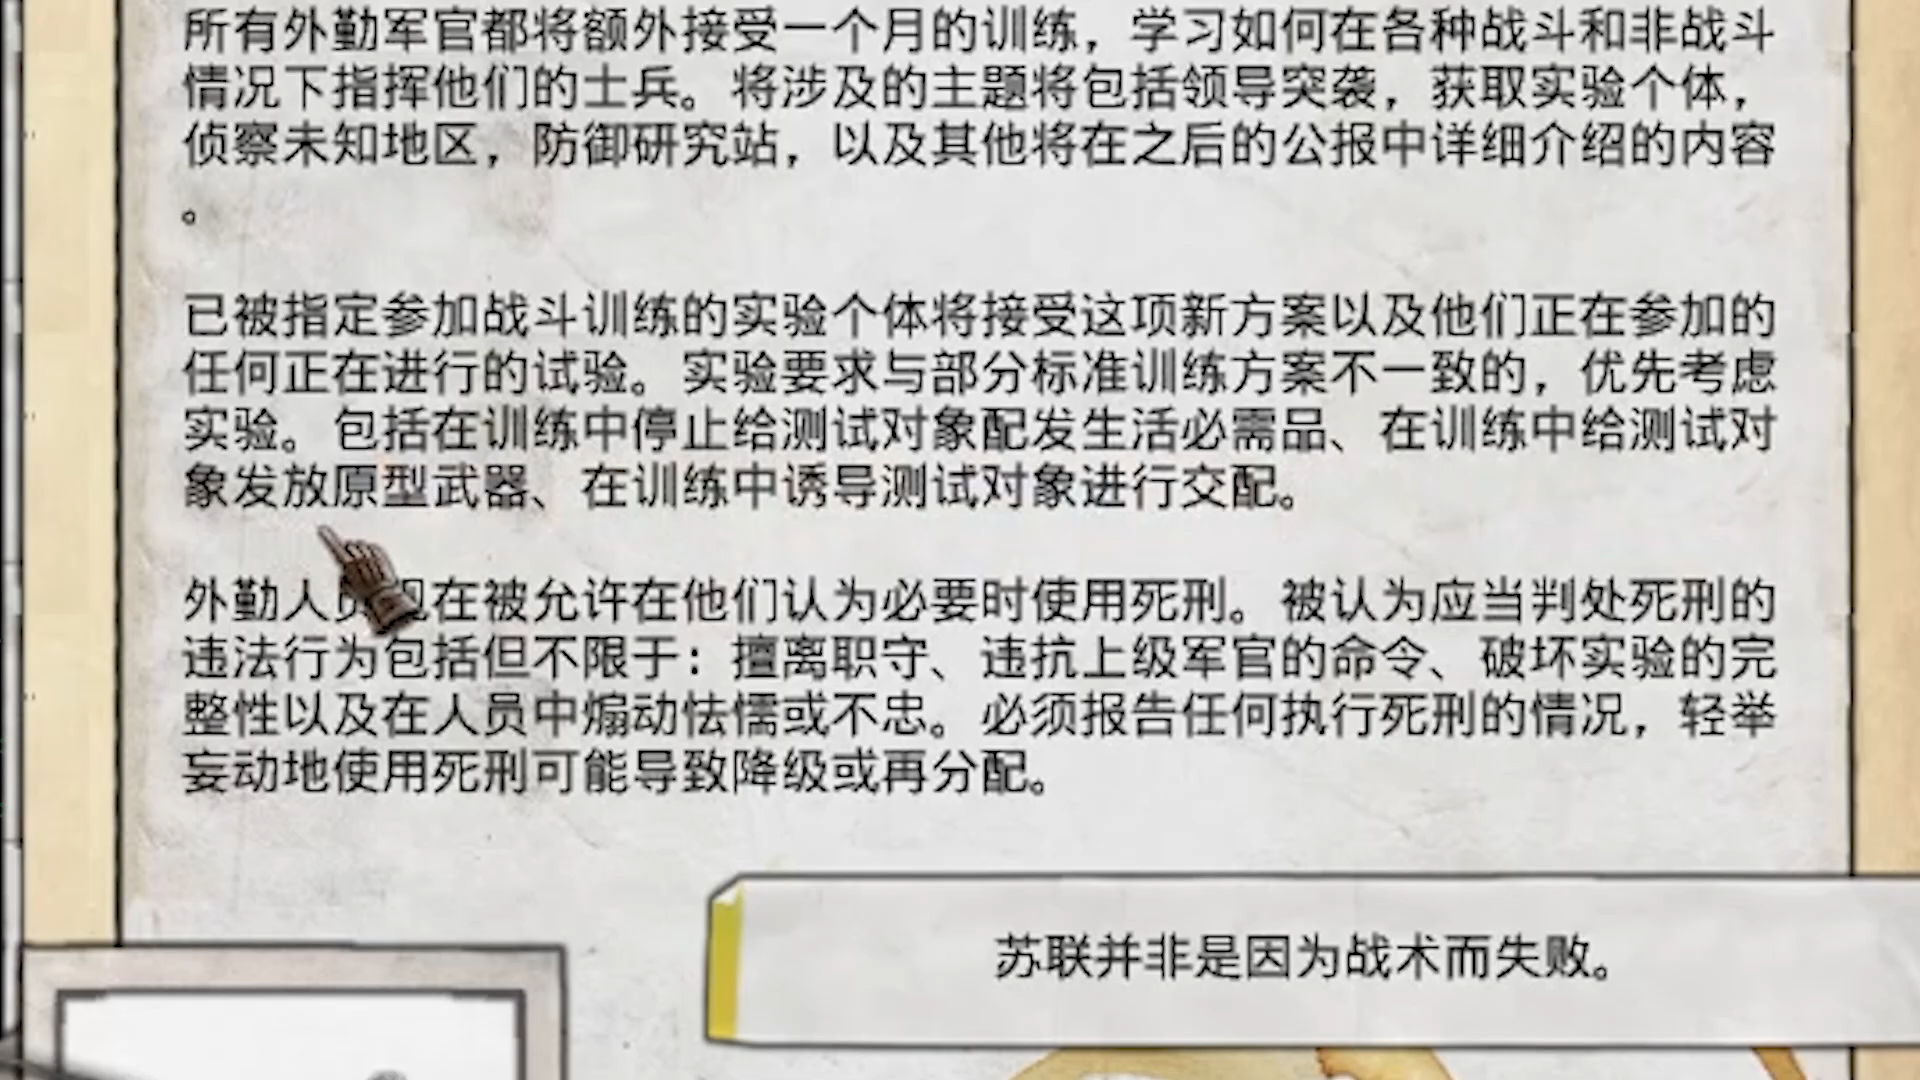 所有外勤军官都将额外接受一个月的训练，学习如何在各种战斗和非战斗
情况下指挥他们的士兵。将涉及的主题将包括领导突袭，获取实验个体，
侦察未知地区，防御研究站，以及其他将在之后的公报中详细介绍的内容
。
已被指定参加战斗训练的实验个体将接受这项新方案以及他们正在参加的
任何正在进行的试验。实验要求与部分标准训练方案不一致的，优先考虑
实验。包括在训练中停止给测试对象配发生活必需品、在训练中给测试对
象发放原型武器、在训练中诱导测试对象进行交配。
外勤人员现在被允许在他们认为必要时使用死刑。被认为应当判处死刑的
违法行为包括但不限于：擅离职守、违抗上级军官的命令、破坏实验的完
整性以及在人员中煽动怯懦或不忠。必须报告任何执行死刑的情况，轻举
妄动地使用死刑可能导致降级或再分配。
苏联并非是因为战术而失败。